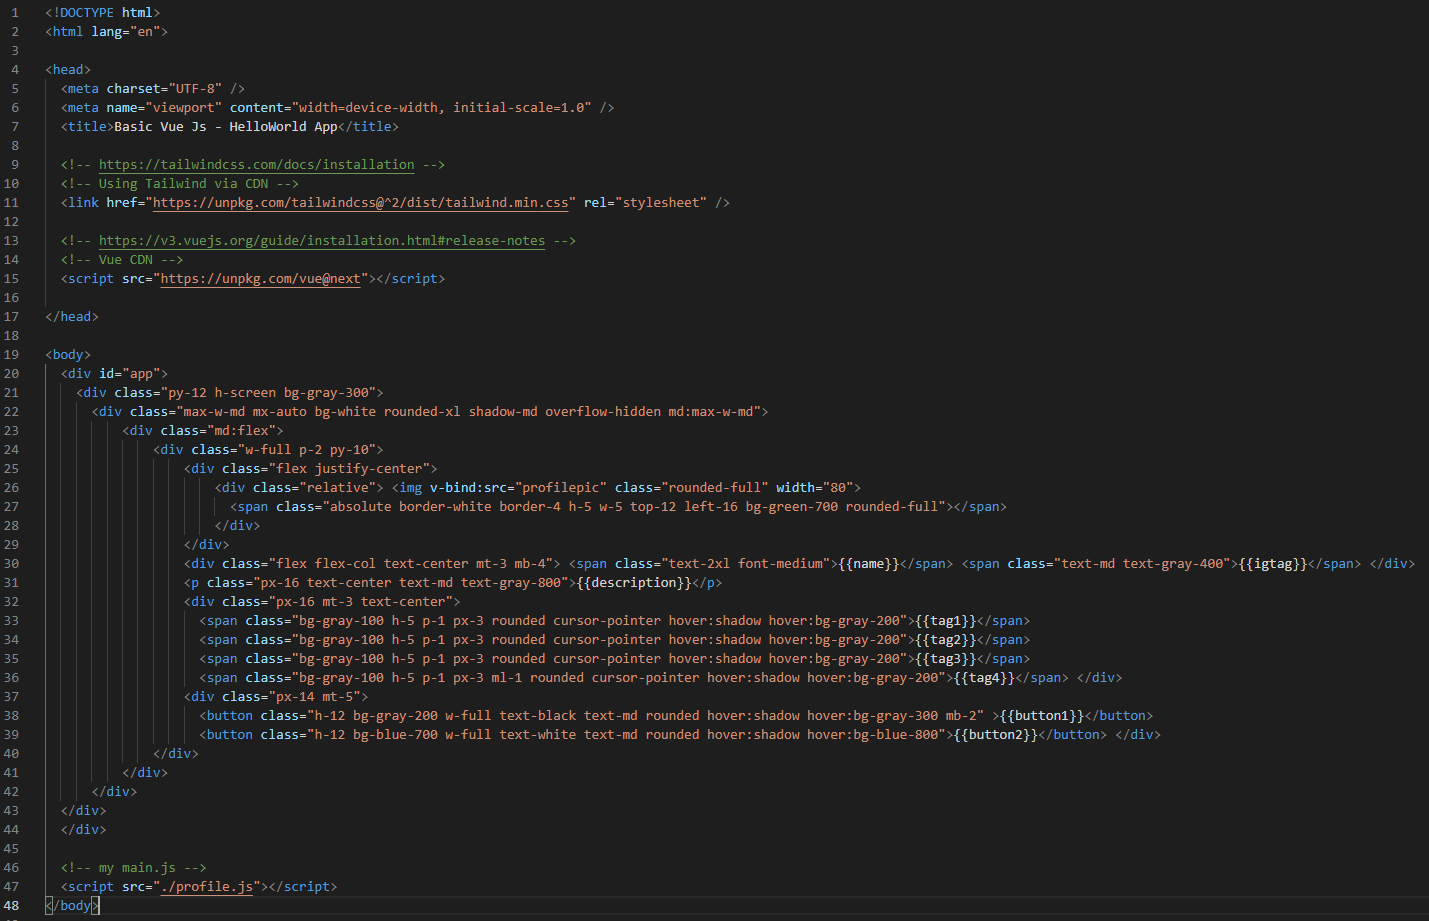 1 <!DOCTYPE html>
2 <html lang="en">
3
4 <head>
5 <meta charset="UTF-8" />
6 <meta name="viewport" content="width=device-width, initial-scale=1.0" />
7 <title>Basic Vue Js - HelloWorld App</title>
8
9 <!-- https://tailwindcss.com/docs/installation -->
10 <!-- Using Tailwind via CDN -->
11 <link href="https://unpkg.com/tailwindcss@^2/dist/tailwind.min.css" rel="stylesheet" />
12
13 <!-- https://v3.vuejs.org/guide/installation.html#release-notes -->
14 <!-- Vue CDN -->
15 <script src="https://unpkg.com/vue@next"></script>
16
17 </head>
18
19 <body>
20 <div id="app">
21 <div class="py-12 h-screen bg-gray-300">
22 <div class="max-w-md mx-auto bg-white rounded-xl shadow-md overflow-hidden md:max-w-md">
23 <div class="md:flex">
24 <div class="w-full p-2 py-10">
25 <div class="flex justify-center">
26 <div class="relative"> <img v-bind:src="profilepic" class="rounded-full" width="80">
27 <span class="absolute border-white border-4 h-5 w-5 top-12 left-16 bg-green-700 rounded-full"></span>
28 </div>
29 </div>
30 <div class="flex flex-col text-center mt-3 mb-4"> <span class="text-2xl font-medium">{{name}}</span> <span class="text-md text-gray-400">{{igtag}}</span> </div>
31 <p class="px-16 text-center text-md text-gray-800">{{description}}</p>
32 <div class="px-16 mt-3 text-center">
33 <span class="bg-gray-100 h-5 p-1 px-3 rounded cursor-pointer hover:shadow hover:bg-gray-200">{{tag1}}</span>
34 <span class="bg-gray-100 h-5 p-1 px-3 rounded cursor-pointer hover:shadow hover:bg-gray-200">{{tag2}}</span>
35 <span class="bg-gray-100 h-5 p-1 px-3 rounded cursor-pointer hover:shadow hover:bg-gray-200">{{tag3}}</span>
36 <span class="bg-gray-100 h-5 p-1 px-3 ml-1 rounded cursor-pointer hover:shadow hover:bg-gray-200">{{tag4}}</span> </div>
37 <div class="px-14 mt-5">
38 <button class="h-12 bg-gray-200 w-full text-black text-md rounded hover:shadow hover:bg-gray-300 mb-2" >{{button1}}</button>
39 <button class="h-12 bg-blue-700 w-full text-white text-md rounded hover:shadow hover:bg-blue-800">{{button2}}</button> </div>
40 </div>
41 </div>
42 </div>
43 </div>
44 </div>
45
46 <!-- my main.js -->
47 <script src="./profile.js"></script>
48 </body>